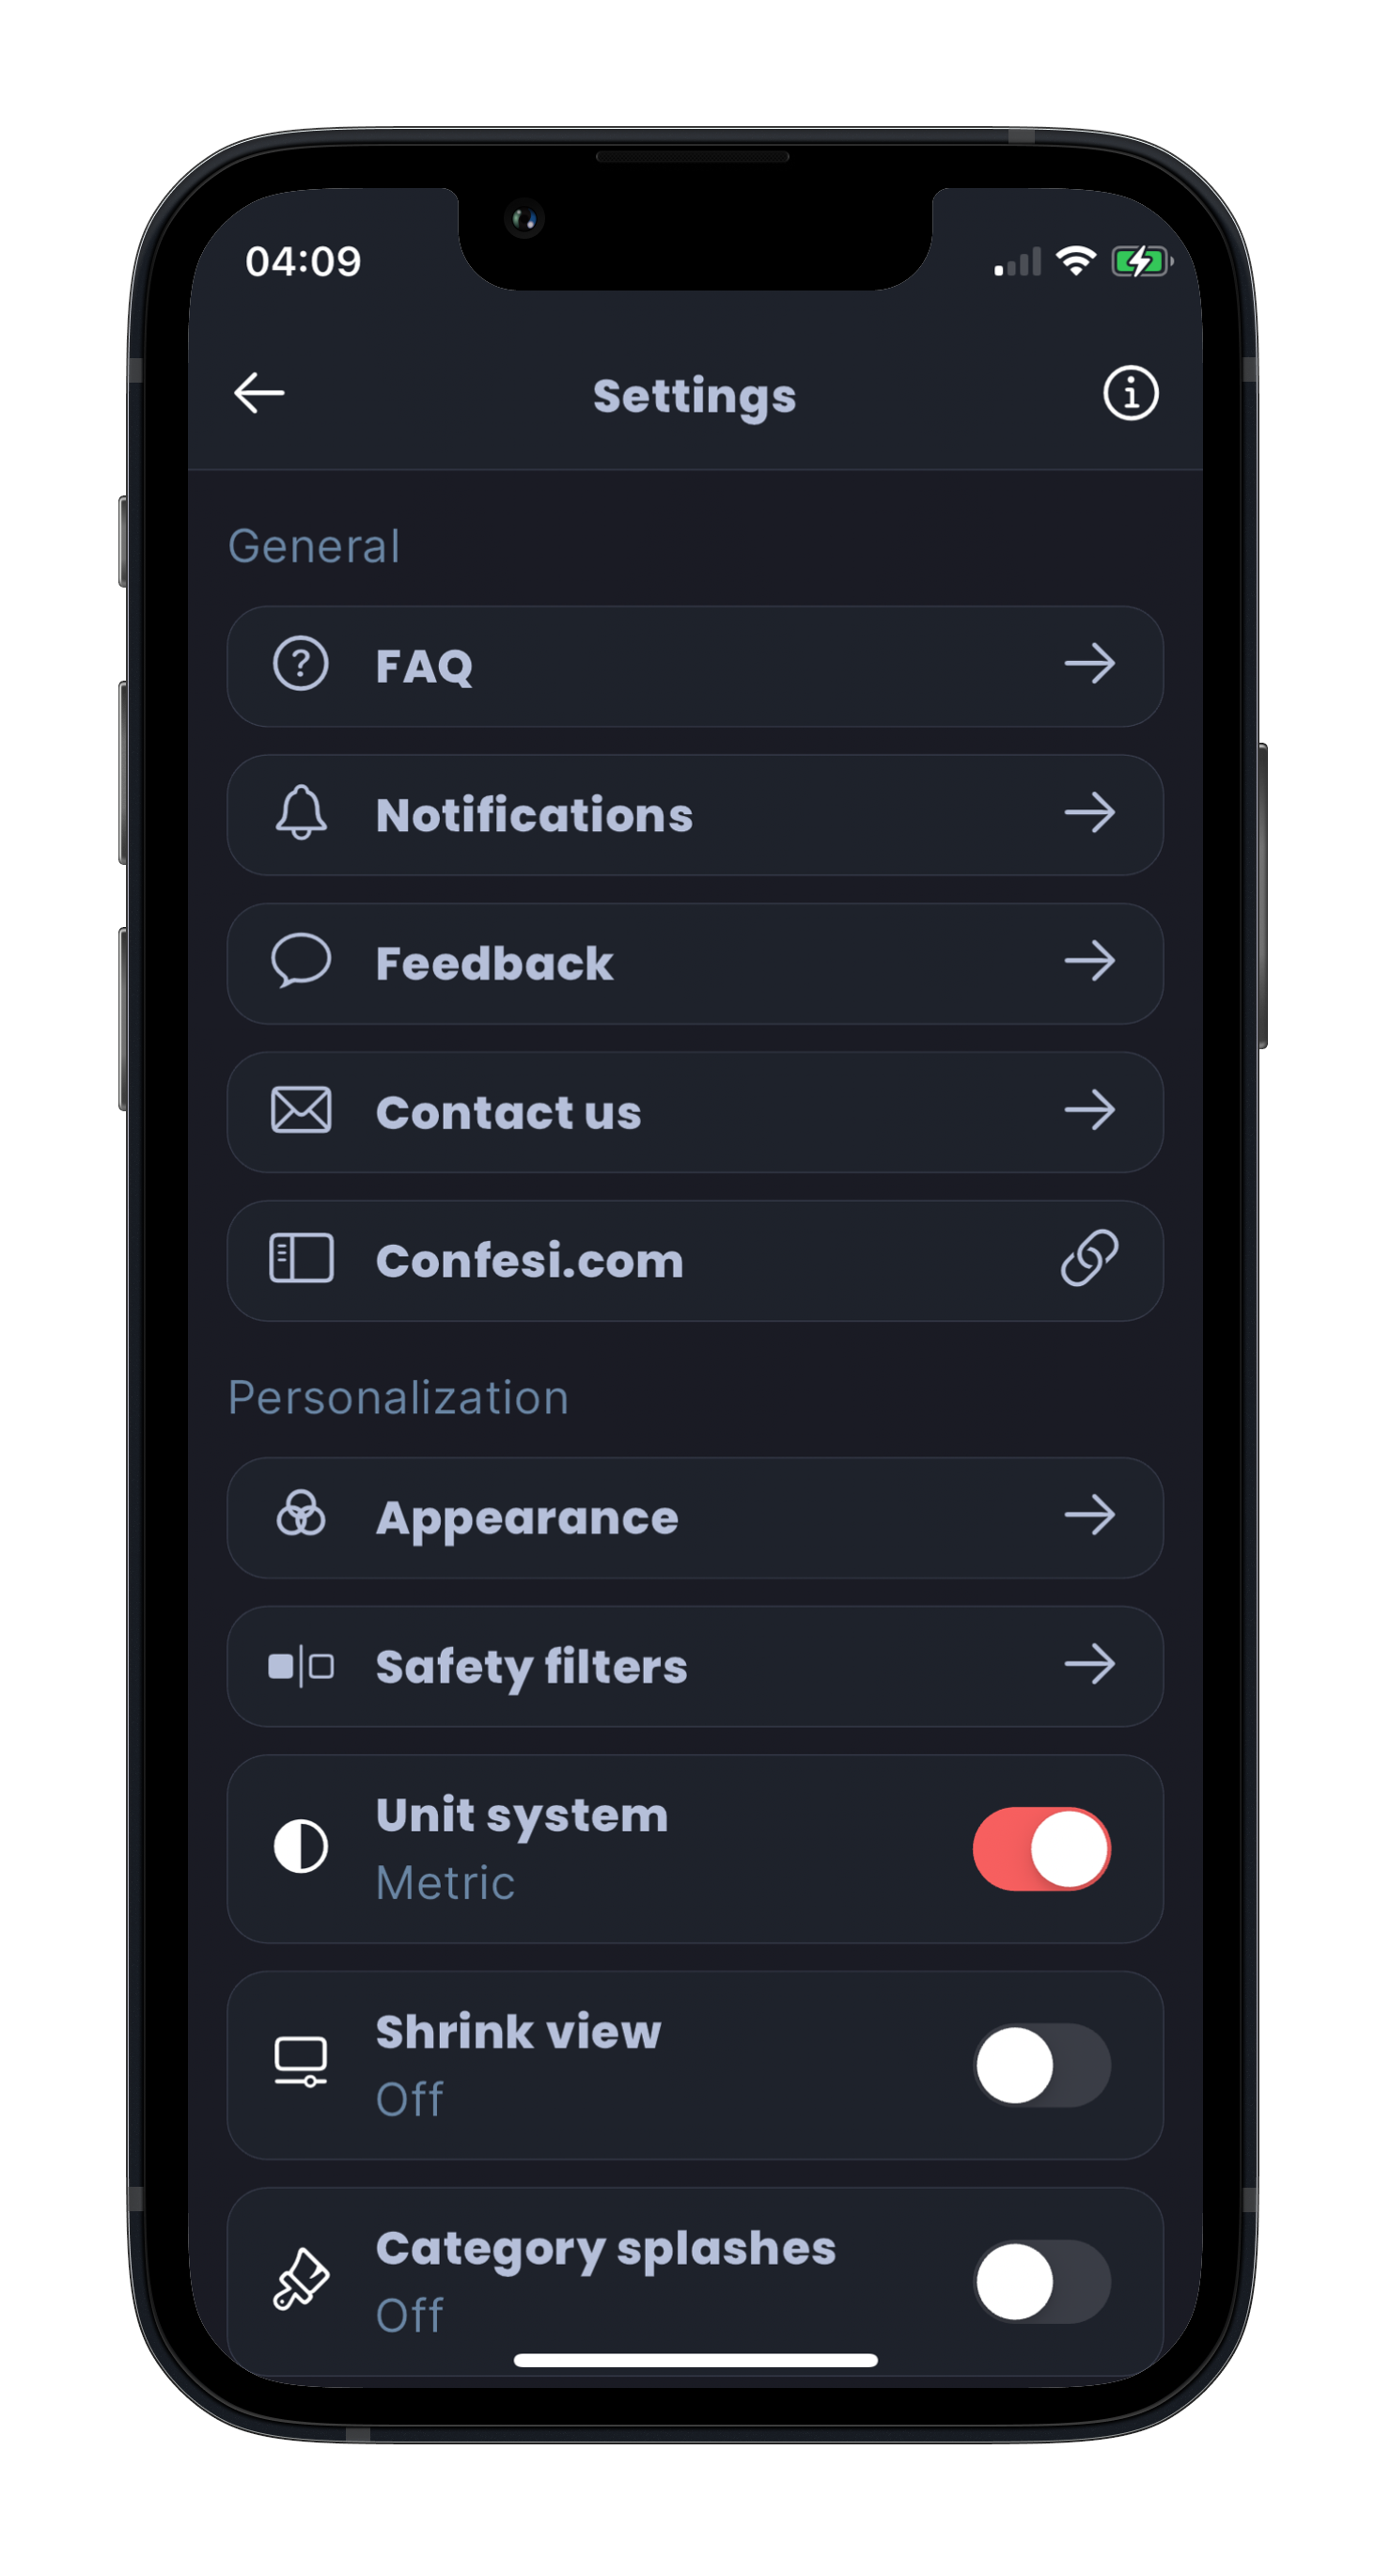 04:09
Settings
General
FAQ
Notifications
Feedback
Contact us
Confesi.com
Personalization
Appearance
Safety filters
Unit system
Metric
Shrink view
Off
Category splashes
Off